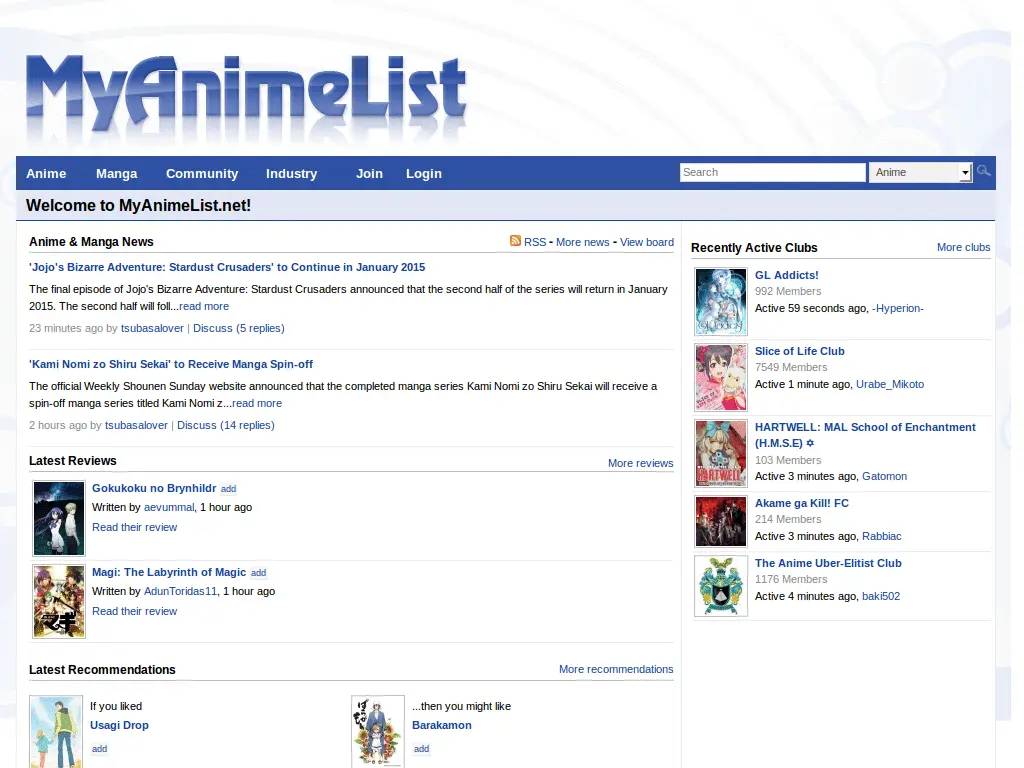 MyAnimeList
Anime Manga Community Industry Join Login Search Anime
Welcome to MyAnimeList.net!
Anime & Manga News RSS - More news - View board
'Jojo's Bizarre Adventure: Stardust Crusaders' to Continue in January 2015
The final episode of Jojo's Bizarre Adventure: Stardust Crusaders announced that the second half of the series will return in January
2015. The second half will foll...read more
23 minutes ago by tsubasalover | Discuss (5 replies)
'Kami Nomi zo Shiru Sekai' to Receive Manga Spin-off
The official Weekly Shounen Sunday website announced that the completed manga series Kami Nomi zo Shiru Sekai will receive a
spin-off manga series titled Kami Nomi z...read more
2 hours ago by tsubasalover | Discuss (14 replies)
Latest Reviews More reviews
Gokukoku no Brynhildr add
Written by aevummal, 1 hour ago
Read their review
Magi: The Labyrinth of Magic add
Written by AdunToridas11, 1 hour ago
Read their review
Latest Recommendations More recommendations
If you liked
Usagi Drop
add
...then you might like
Barakamon
add
Recently Active Clubs More clubs
GL Addicts!
992 Members
Active 59 seconds ago, -Hyperion-
Slice of Life Club
7549 Members
Active 1 minute ago, Urabe_Mikoto
HARTWELL: MAL School of Enchantment
(H.M.S.E) ✡
103 Members
Active 3 minutes ago, Gatomon
Akame ga Kill! FC
214 Members
Active 3 minutes ago, Rabbiac
The Anime Uber-Elitist Club
1176 Members
Active 4 minutes ago, baki502